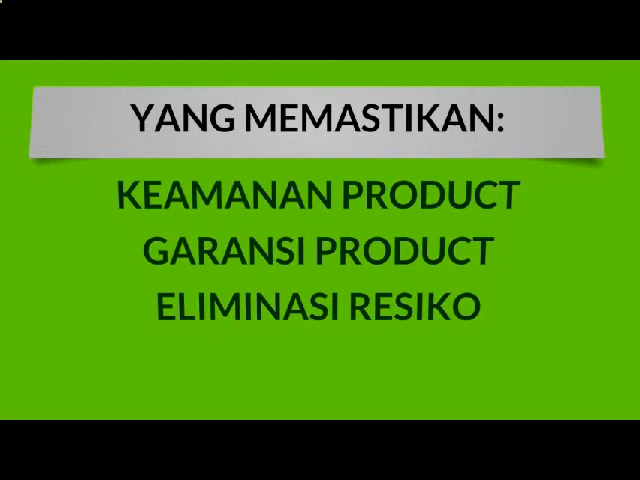 YANG MEMASTIKAN:
KEAMANAN PRODUCT
GARANSI PRODUCT
ELIMINASI RESIKO